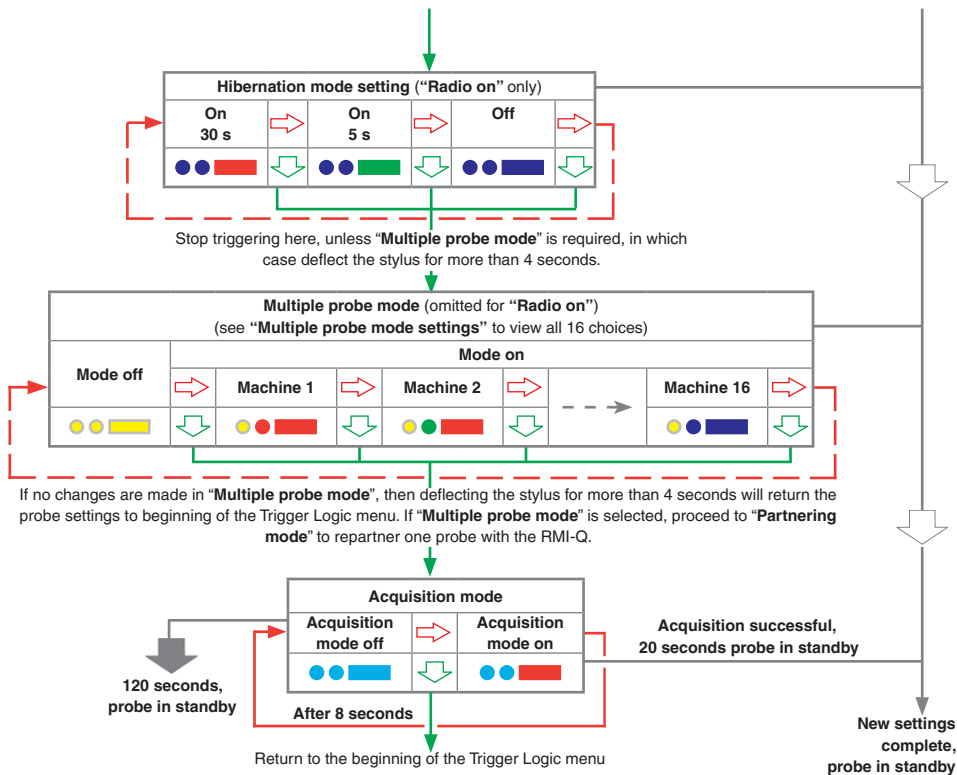 Hibernation mode setting (“Radio on” only)
On
30 s
On
5 s
Off
Stop triggering here, unless “Multiple probe mode” is required, in which
case deflect the stylus for more than 4 seconds.
Multiple probe mode (omitted for “Radio on”)
(see “Multiple probe mode settings” to view all 16 choices)
Mode off
Mode on
Machine 1
Machine 2
Machine 16
If no changes are made in “Multiple probe mode”, then deflecting the stylus for more than 4 seconds will return the
probe settings to beginning of the Trigger Logic menu. If “Multiple probe mode” is selected, proceed to “Partnering
mode” to repartner one probe with the RMI-Q.
Acquisition mode
Acquisition
mode off
Acquisition
mode on
Acquisition successful,
20 seconds probe in standby
120 seconds,
probe in standby
After 8 seconds
Return to the beginning of the Trigger Logic menu
New settings
complete,
probe in standby